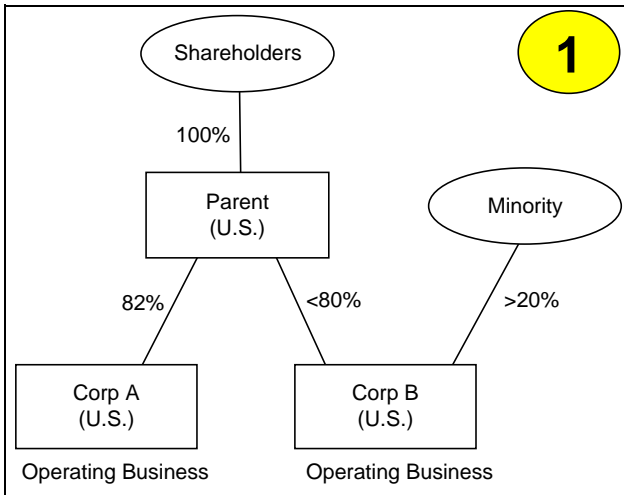 Shareholders
1
100%
Parent
(U.S.)
Minority
82%
<80%
>20%
Corp A
(U.S.)
Corp B
(U.S.)
Operating Business
Operating Business